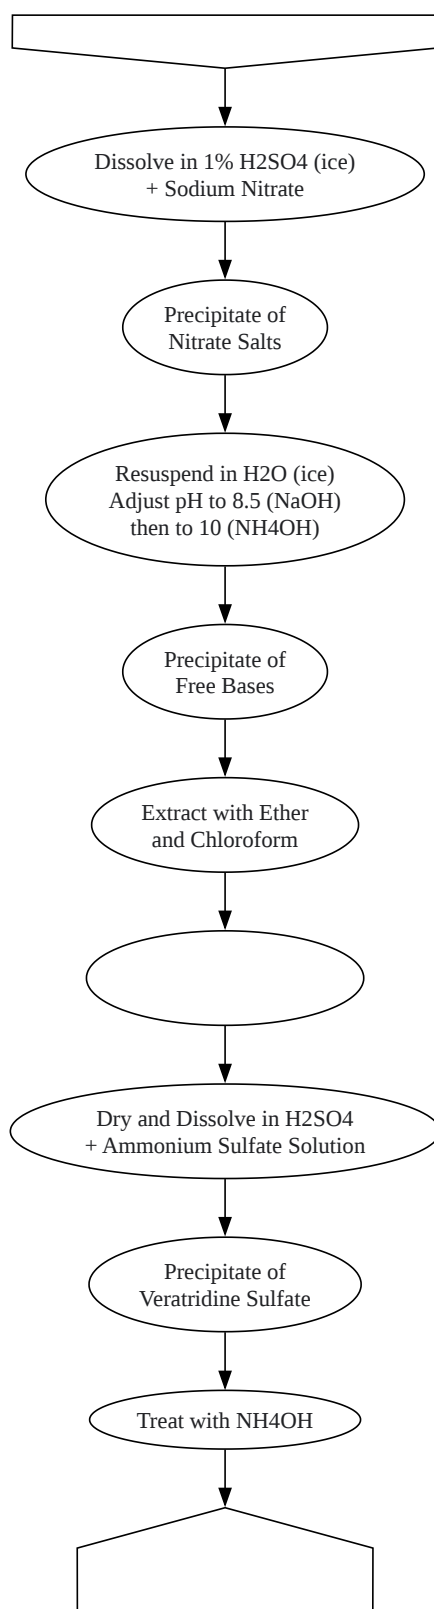 Dissolve in 1% H2SO4 (ice)
+ Sodium Nitrate
Precipitate of
Nitrate Salts
Resuspend in H2O (ice)
Adjust pH to 8.5 (NaOH)
then to 10 (NH4OH)
Precipitate of
Free Bases
Extract with Ether
and Chloroform
Dry and Dissolve in H2SO4
+ Ammonium Sulfate Solution
Precipitate of
Veratridine Sulfate
Treat with NH4OH